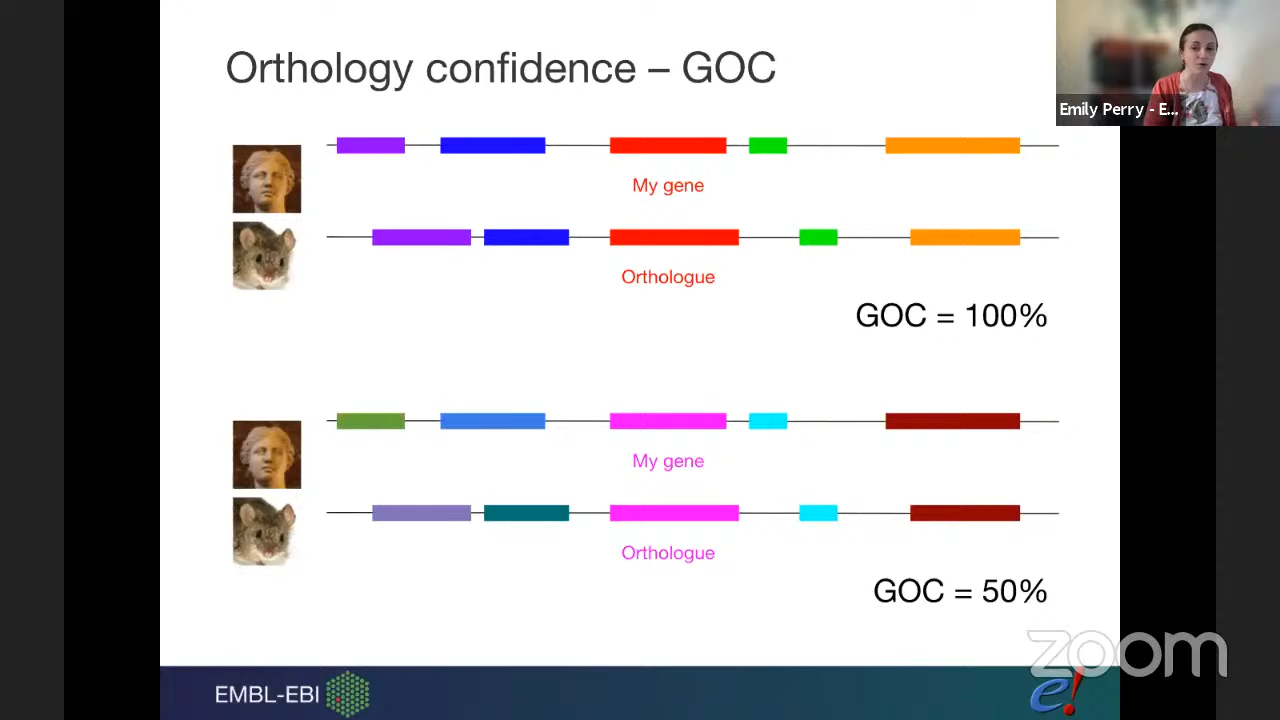 Orthology confidence – GOC
Emily Perry - E...
My gene
Orthologue
GOC = 100%
My gene
Orthologue
GOC = 50%
zoom
EMBL-EBI
e!